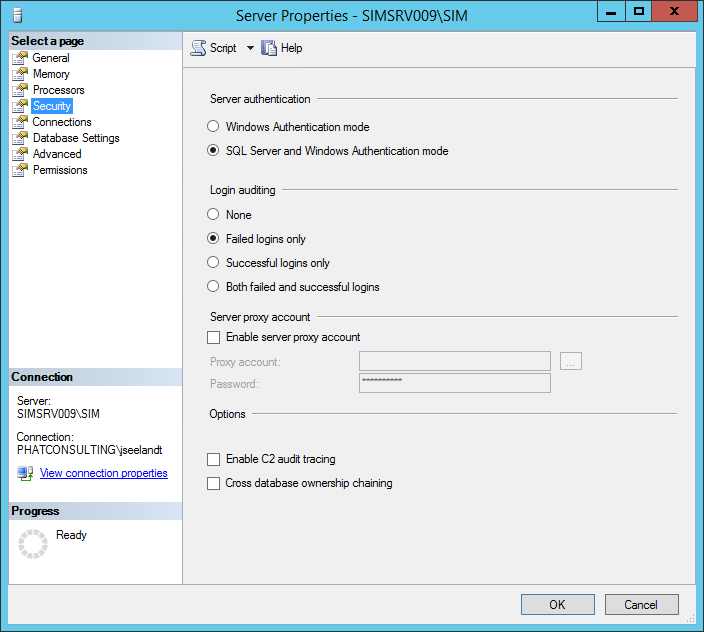 Server Properties - SIMSRV009\SIM
Select a page
General
Memory
Processors
Security
Connections
Database Settings
Advanced
Permissions
Script
Help
Server authentication
Windows Authentication mode
SQL Server and Windows Authentication mode
Login auditing
None
Failed logins only
Successful logins only
Both failed and successful logins
Server proxy account
Enable server proxy account
Proxy account:
...
Password:
**********
Options
Enable C2 audit tracing
Cross database ownership chaining
Connection
Server:
SIMSRV009\SIM
Connection:
PHATCONSULTING\jseelandt
View connection properties
Progress
Ready
OK
Cancel